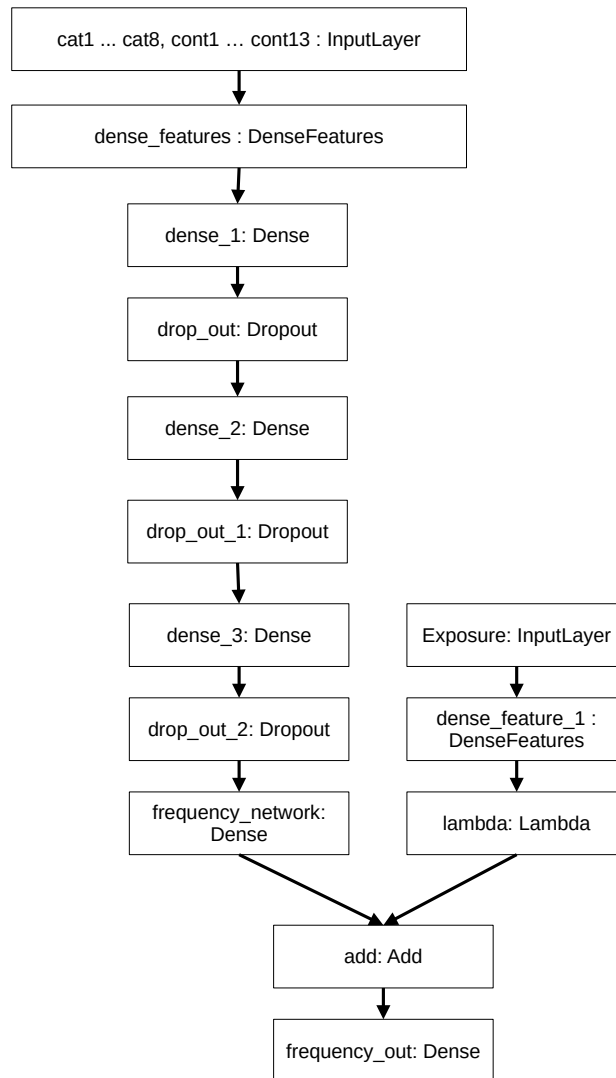 cat1 ... cat8, cont1 … cont13 : InputLayer
dense_features : DenseFeatures
dense_1: Dense
drop_out: Dropout
dense_2: Dense
drop_out_1: Dropout
dense_3: Dense
Exposure: InputLayer
drop_out_2: Dropout
dense_feature_1 :
DenseFeatures
frequency_network:
Dense
lambda: Lambda
add: Add
frequency_out: Dense